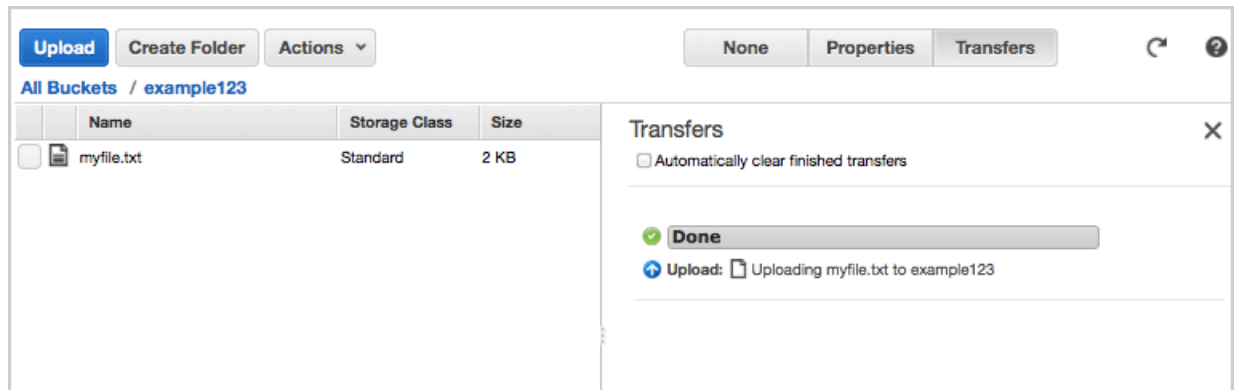 Upload Create Folder Actions None Properties Transfers
All Buckets / example123
Name Storage Class Size
myfile.txt Standard 2 KB
Transfers
Automatically clear finished transfers
Done
Upload: Uploading myfile.txt to example123